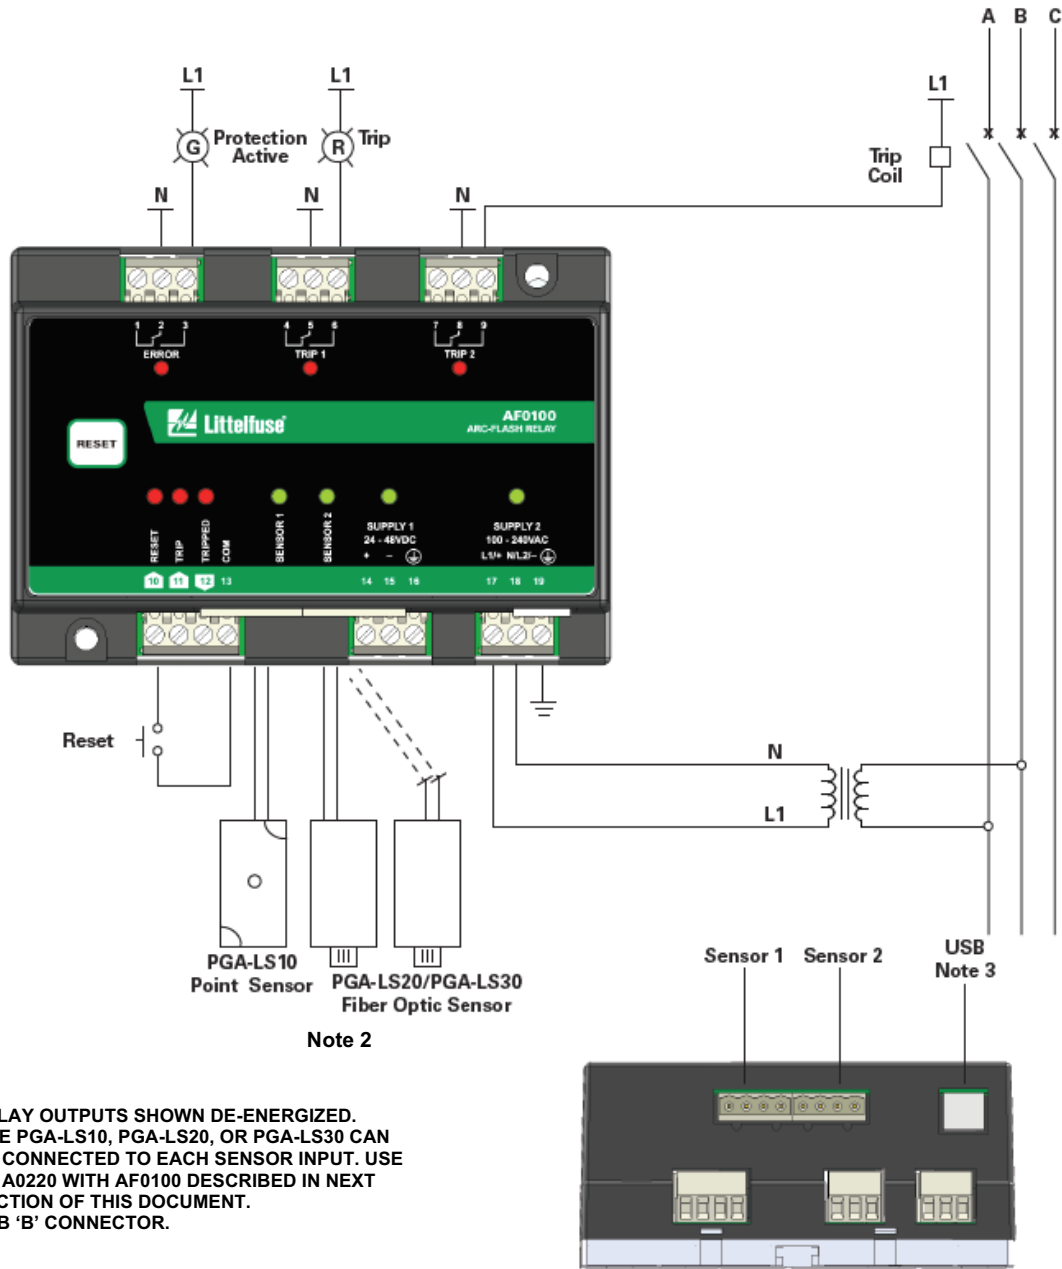 A B C
L1 L1 L1
G Protection Active
R Trip
Trip Coil
N N N
1 2 3 4 5 6 7 8 9
ERROR TRIP 1 TRIP 2
Littelfuse®
AF0100
ARC-FLASH RELAY
RESET
RESET TRIP TRIPPED COM SENSOR 1 SENSOR 2
SUPPLY 1
24 - 48VDC
+ -
SUPPLY 2
100 - 240VAC
L1/+ N/L2/-
10 11 12 13 14 15 16 17 18 19
Reset
N
L1
PGA-LS10
Point Sensor
PGA-LS20/PGA-LS30
Fiber Optic Sensor
Note 2
Sensor 1 Sensor 2 USB
Note 3
LAY OUTPUTS SHOWN DE-ENERGIZED.
E PGA-LS10, PGA-LS20, OR PGA-LS30 CAN
CONNECTED TO EACH SENSOR INPUT. USE
A0220 WITH AF0100 DESCRIBED IN NEXT
CTION OF THIS DOCUMENT.
B ‘B’ CONNECTOR.